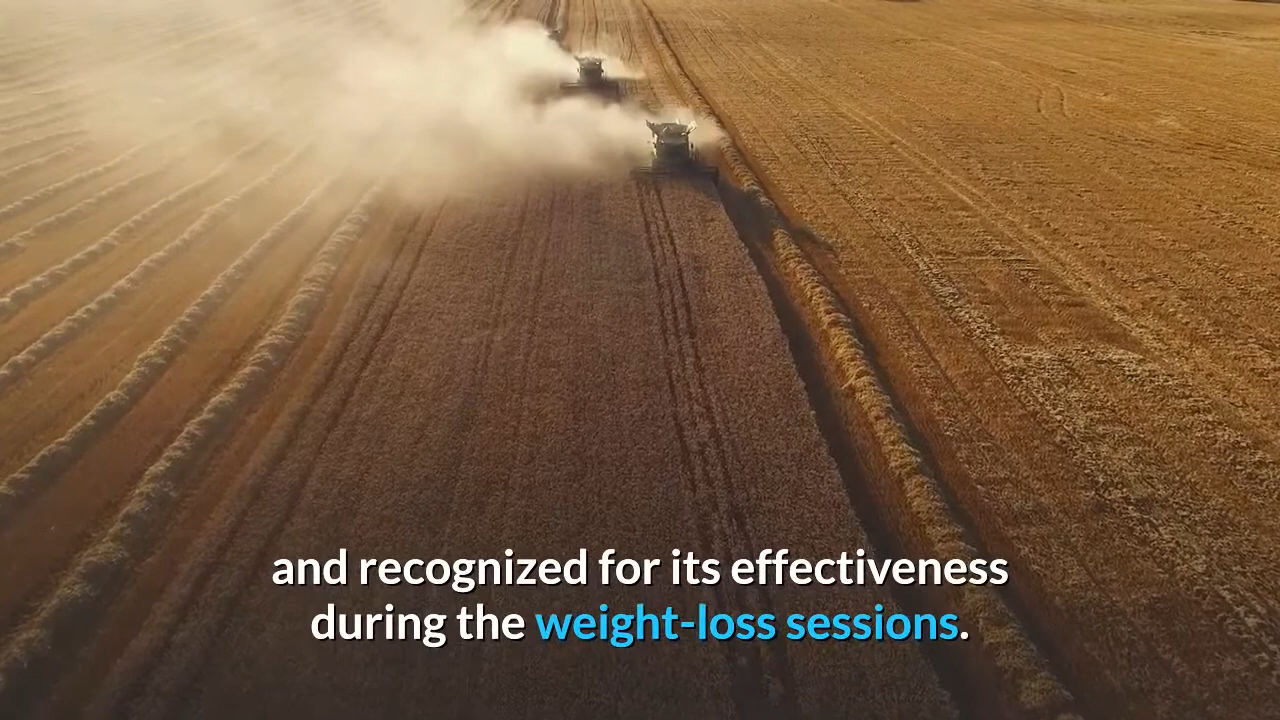 and recognized for its effectiveness
during the weight-loss sessions.